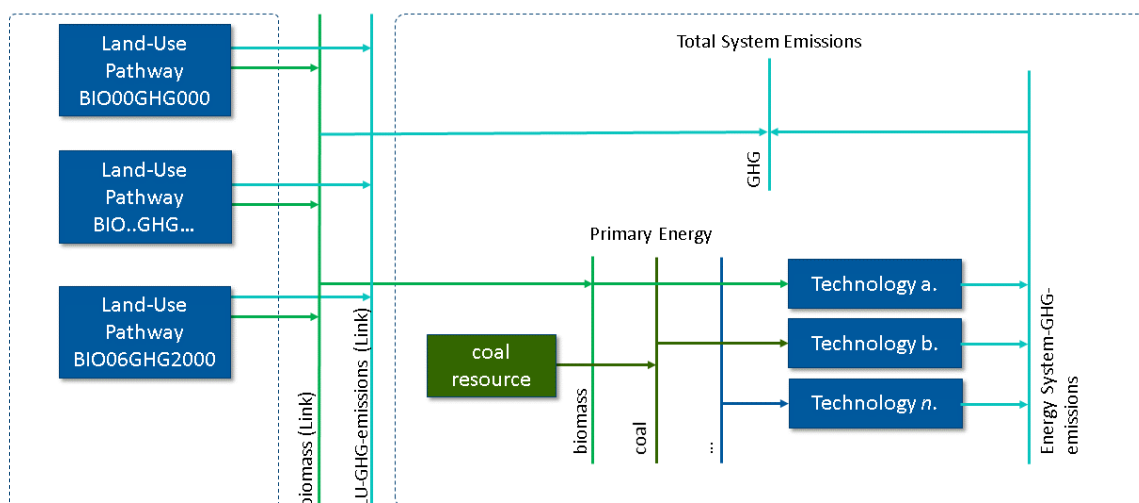 Land-Use
Pathway
BIO00GHG000
Land-Use
Pathway
BIO..GHG...
Land-Use
Pathway
BIO06GHG2000
biomass (Link)
U-GHG-emissions (Link)
Total System Emissions
GHG
Primary Energy
coal
resource
biomass
coal
...
Technology a.
Technology b.
Technology n.
Energy System-GHG-
emissions